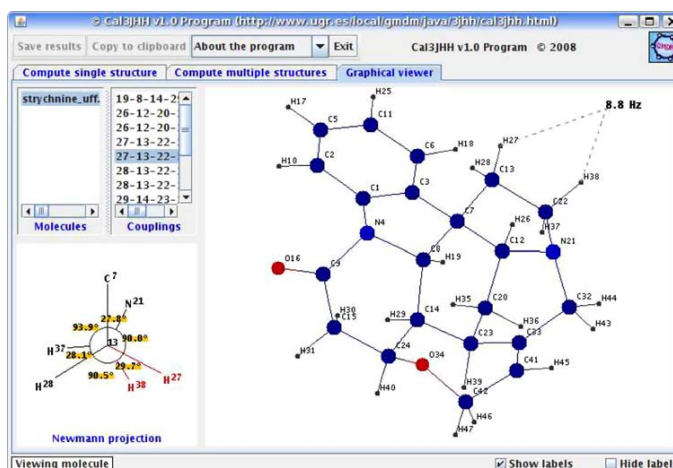 © Cal3JHH v1.0 Program (http://www.ugr.es/local/gmdm/java/3jhh/cal3jhh.html)
Save results Copy to clipboard About the program Exit Cal3JHH v1.0 Program © 2008
Compute single structure Compute multiple structures Graphical viewer
strychnine_uff.
19-8-14-2
26-12-20-
26-12-20-
27-13-22-
27-13-22-
28-13-22-
28-13-22-
29-14-23-
Molecules Couplings
8.8 Hz
H25
H17
C5 C11
C6 H18
H27
H10 C2
H28 C13
H38
C1 C3
C22
C7 H26 H37
N4
C12 N21
C8
O16 C9 H19
H30 C15
H29 C14
H35 C20
H36
C32 H44
H43
H31
C24 O34 C23 C33
C41 H45
H40
H39
C42
H46
H47
C7
N21
27.8°
93.9° 90.0°
13
H37
28.1° 29.7°
H28 90.5° H38 H27
Newmann projection
Viewing molecule Show labels Hide label